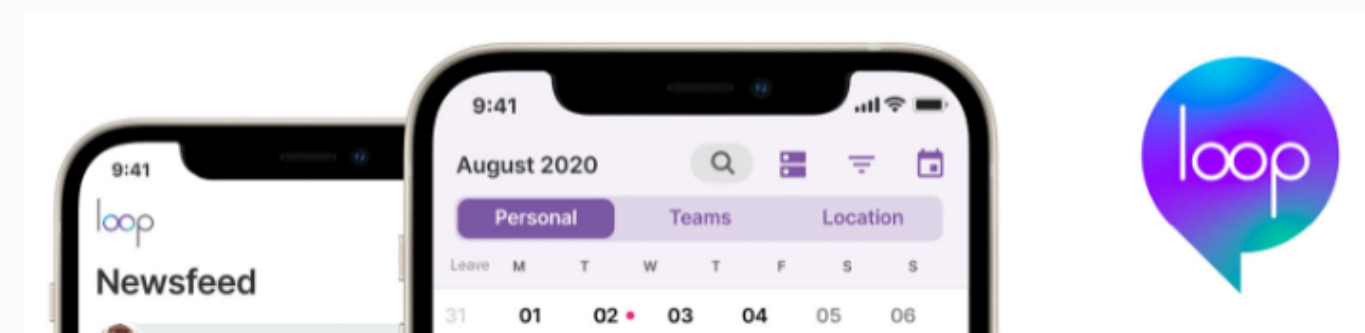 9:41
loop
Newsfeed
9:41
August 2020
Personal Teams Location
Leave M T W T F S S
31 01 02 03 04 05 06
loop